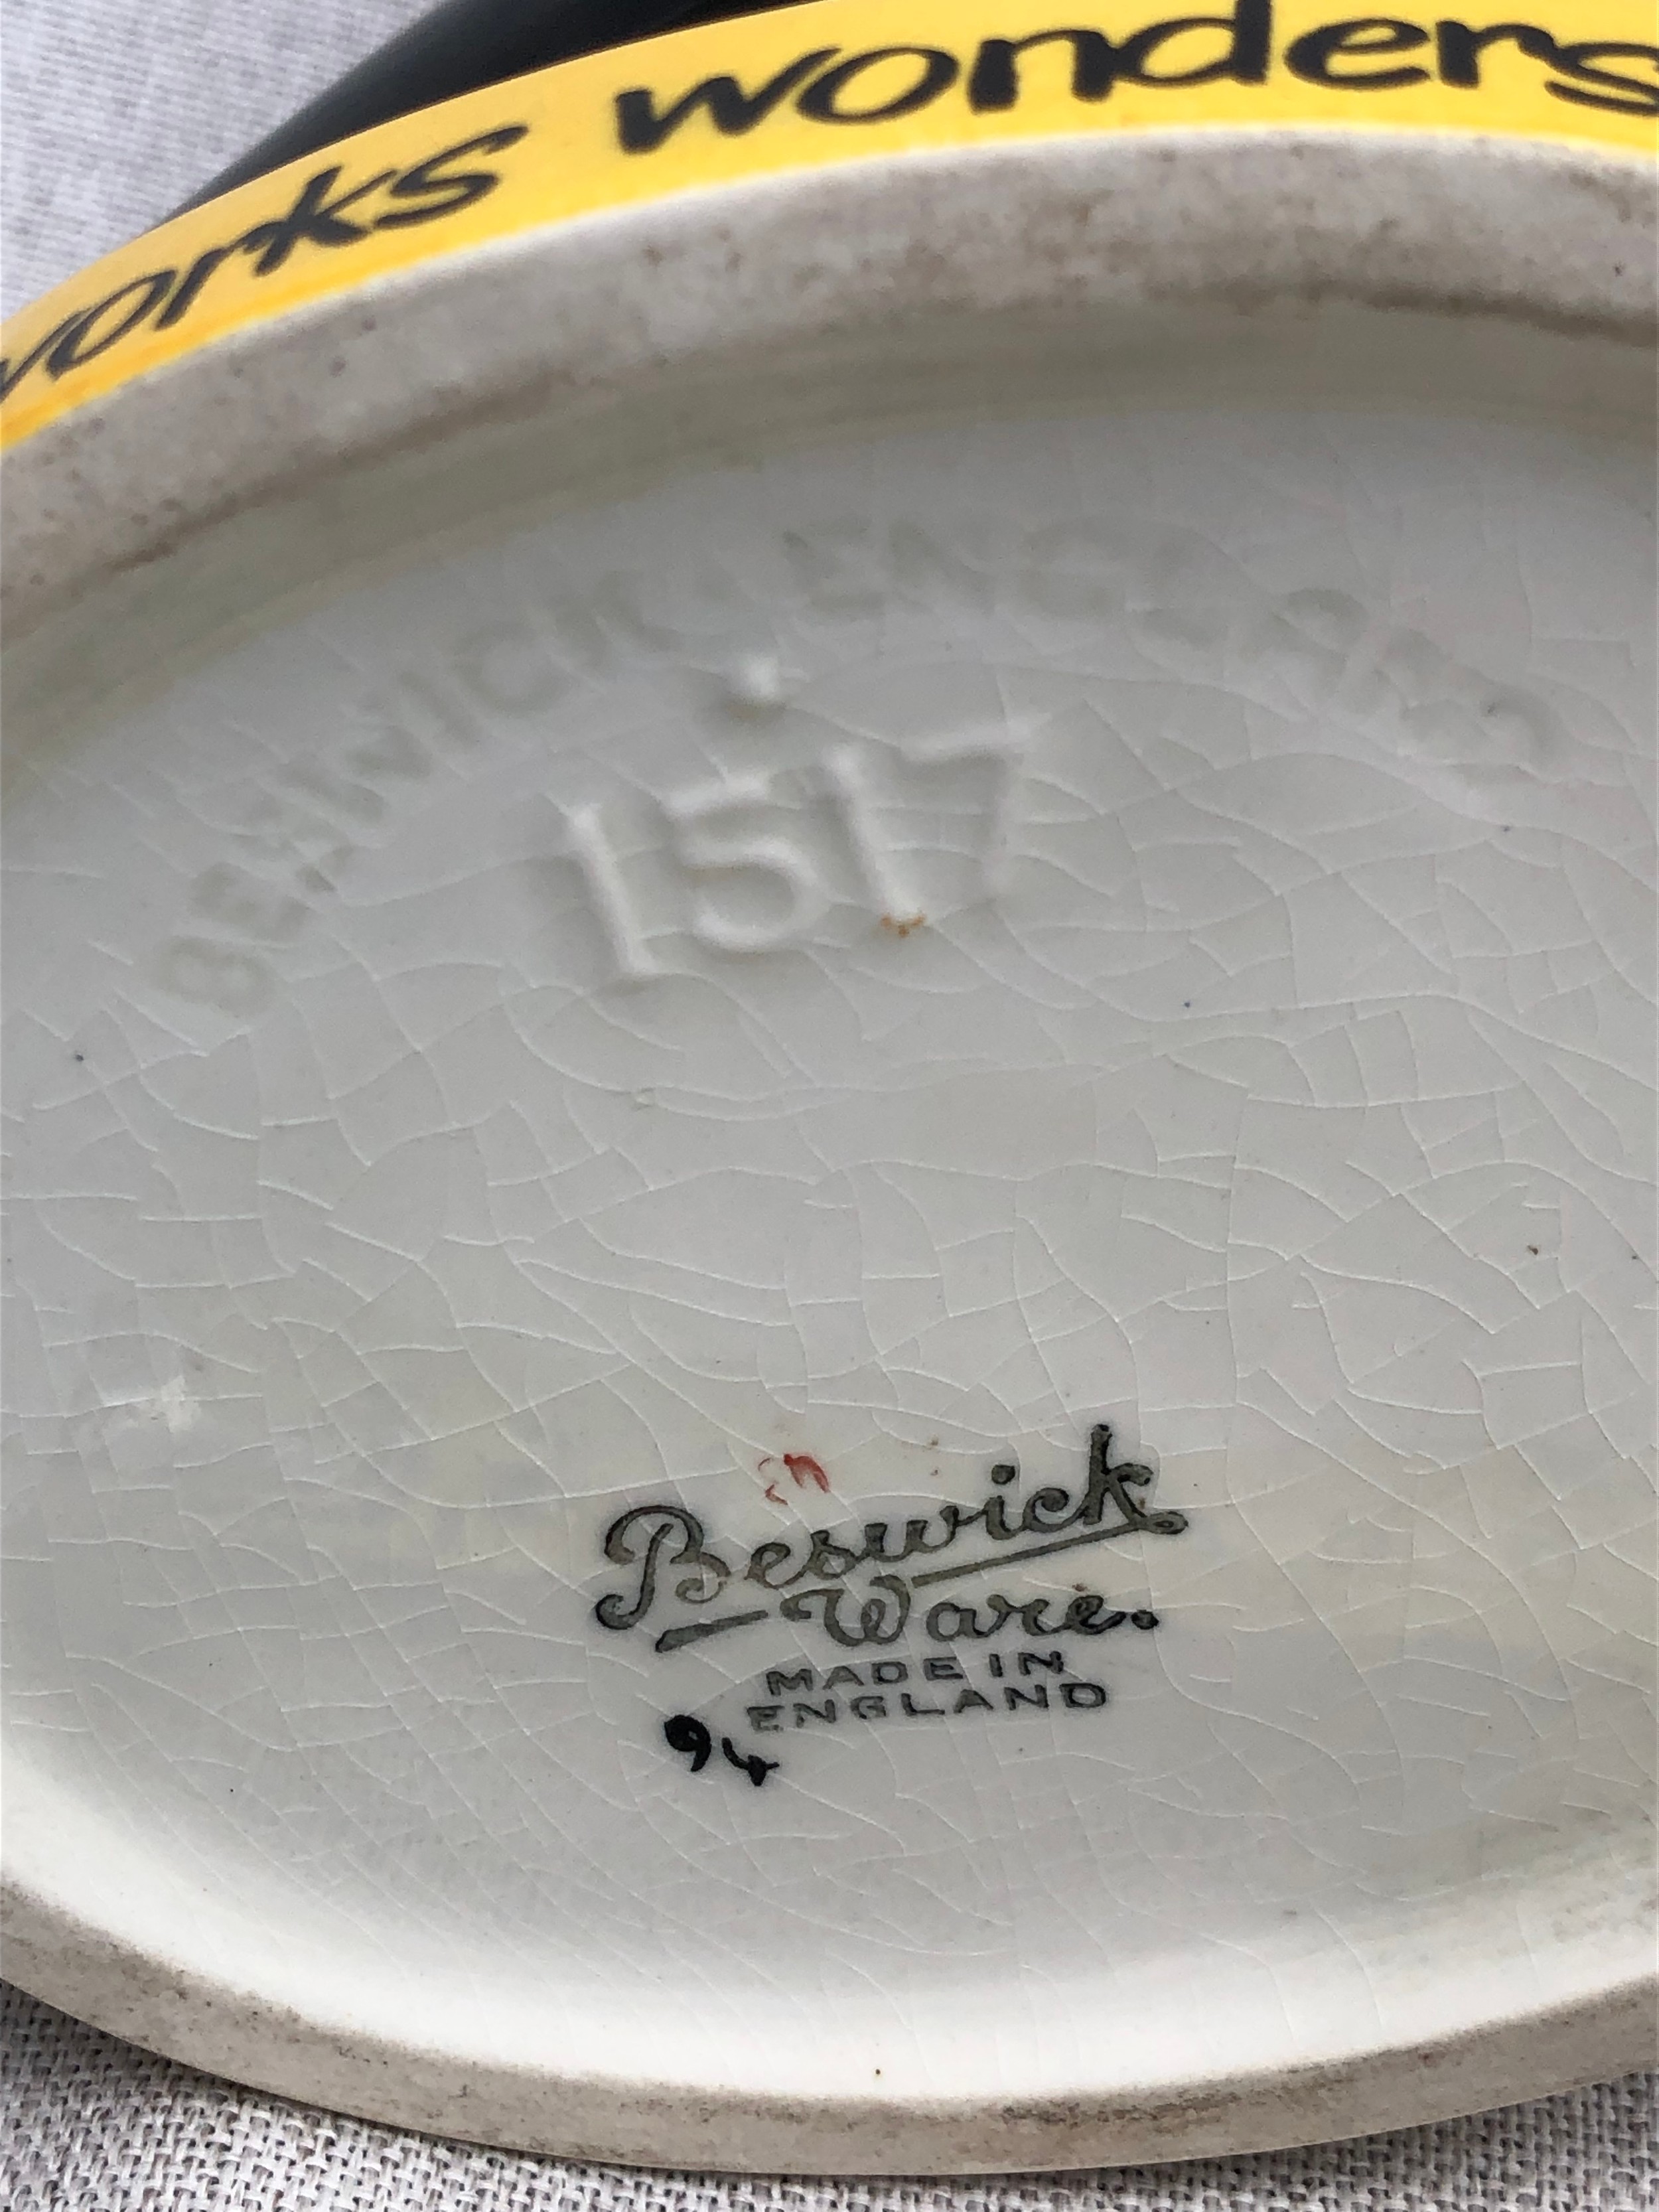 works wonders
BESWICK ENGLAND
1517
Beswick
Ware.
MADE IN
ENGLAND
94